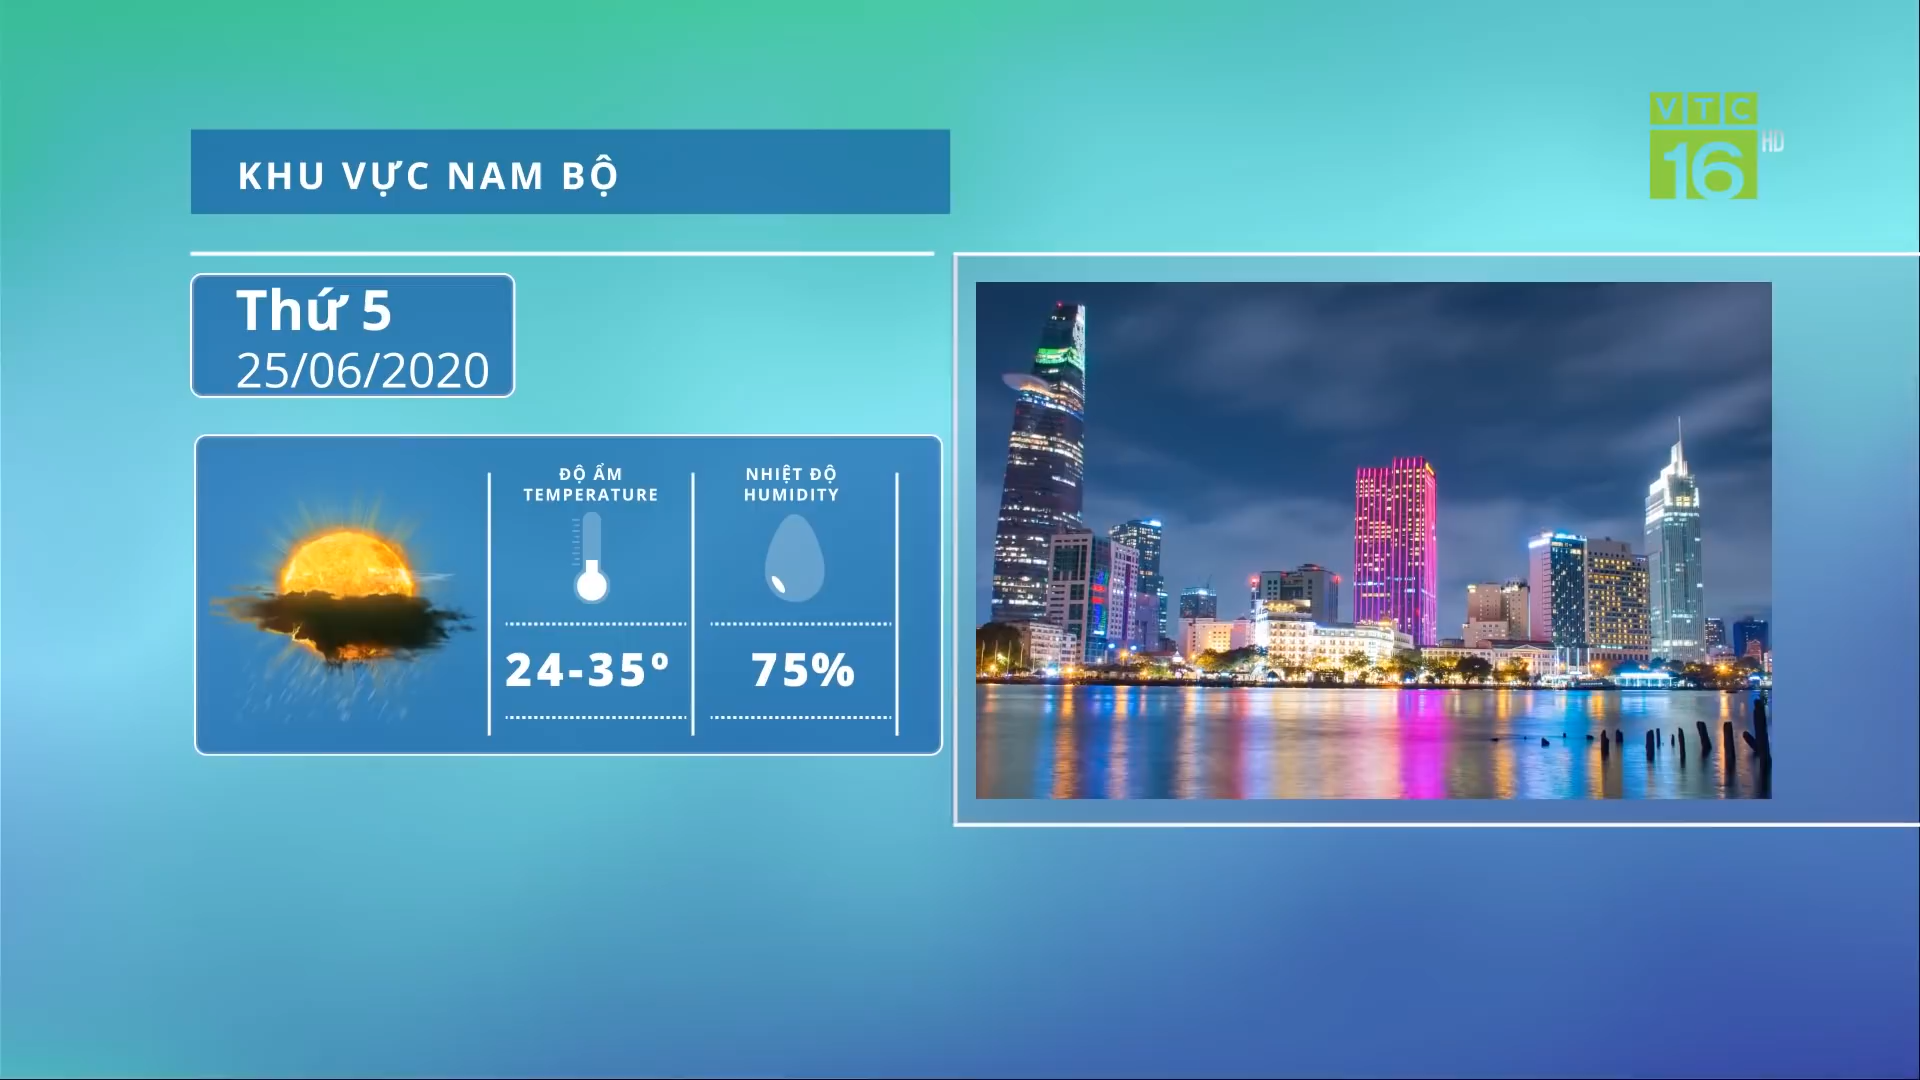 VTC
16 HD
KHU VỰC NAM BỘ
Thứ 5
25/06/2020
ĐỘ ẨM
TEMPERATURE
24-35º
NHIỆT ĐỘ
HUMIDITY
75%